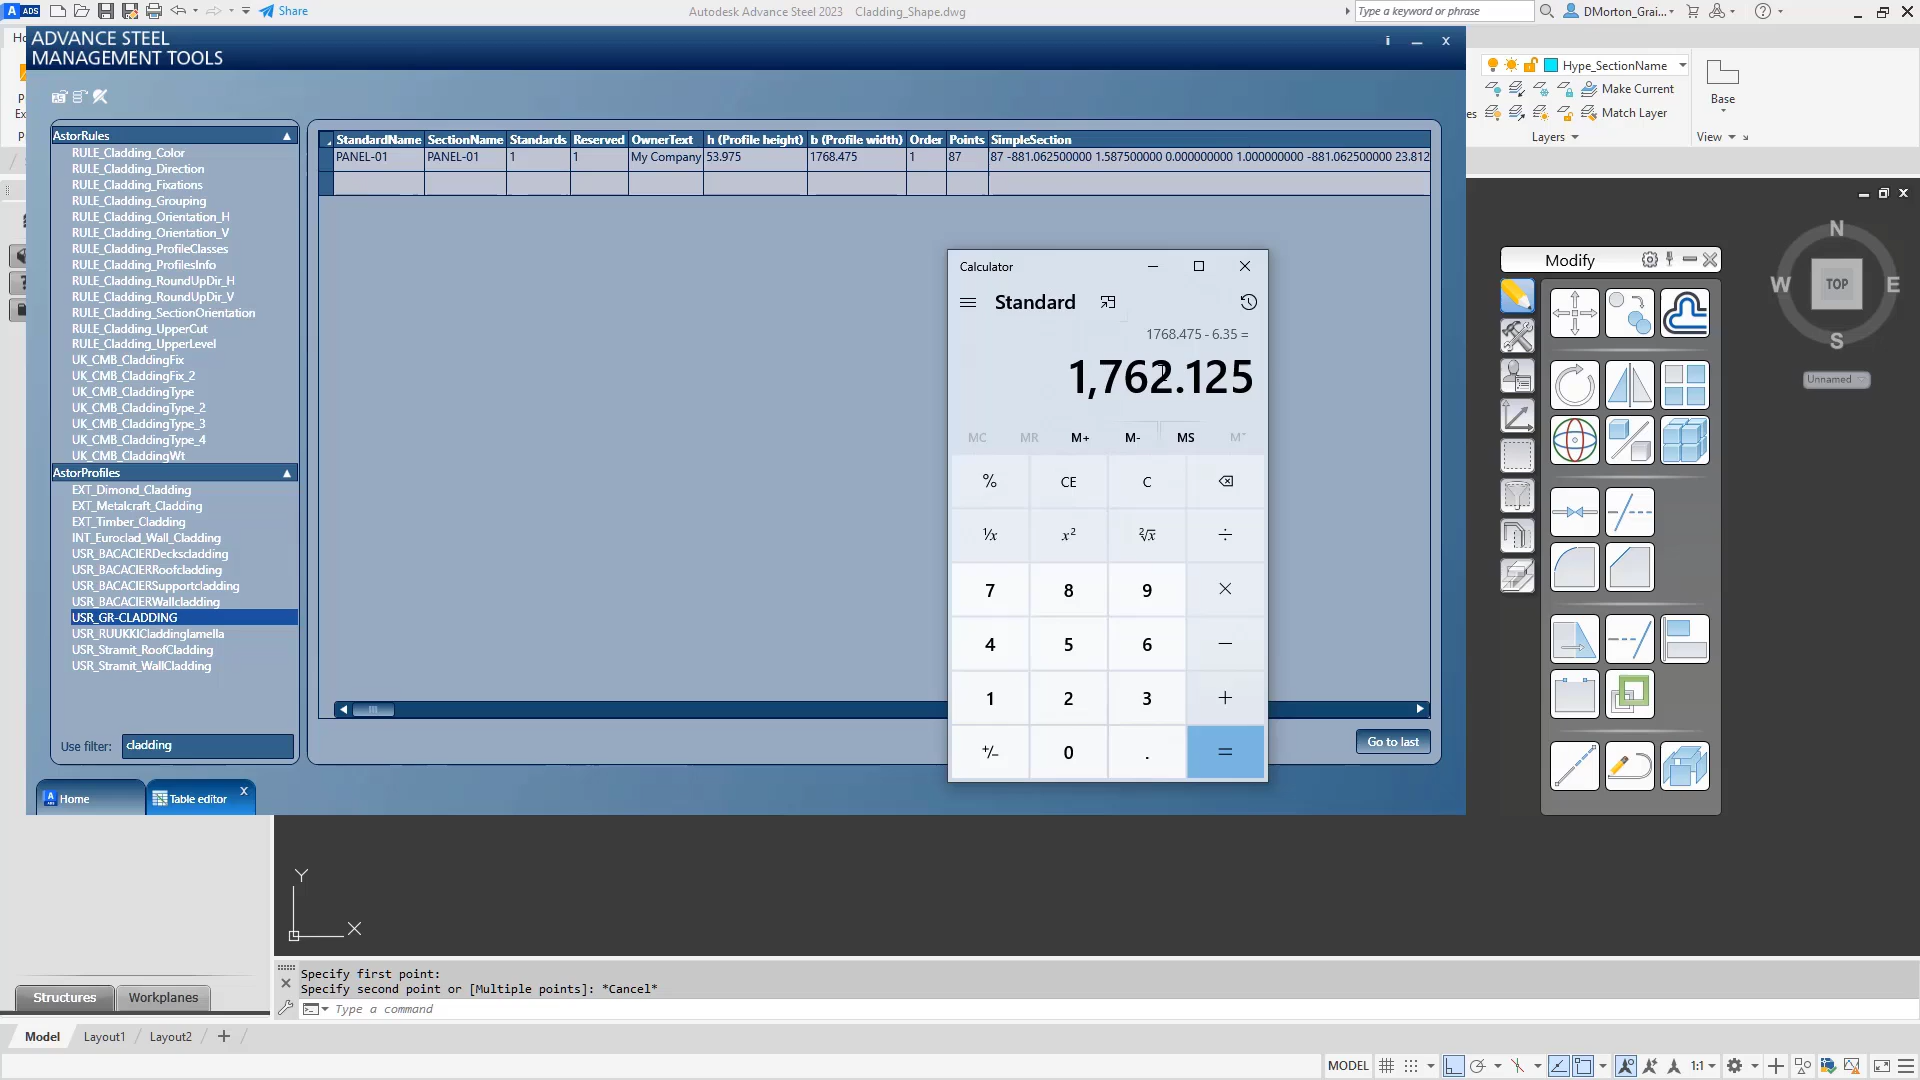 A ADS
Share
Autodesk Advance Steel 2023 Cladding_Shape.dwg
Type a keyword or phrase
DMorton_Grai...
ADVANCE STEEL
MANAGEMENT TOOLS
i
x
Hype_SectionName
Make Current
Match Layer
Base
Layers
View
AstorRules
RULE_Cladding_Color
RULE_Cladding_Direction
RULE_Cladding_Fixations
RULE_Cladding_Grouping
RULE_Cladding_Orientation_H
RULE_Cladding_Orientation_V
RULE_Cladding_ProfileClasses
RULE_Cladding_ProfilesInfo
RULE_Cladding_RoundUpDir_H
RULE_Cladding_RoundUpDir_V
RULE_Cladding_SectionOrientation
RULE_Cladding_UpperCut
RULE_Cladding_UpperLevel
UK_CMB_CladdingFix
UK_CMB_CladdingFix_2
UK_CMB_CladdingType
UK_CMB_CladdingType_2
UK_CMB_CladdingType_3
UK_CMB_CladdingType_4
UK_CMB_CladdingWt
AstorProfiles
EXT_Dimond_Cladding
EXT_Metalcraft_Cladding
EXT_Timber_Cladding
INT_Euroclad_Wall_Cladding
USR_BACACIERDeckscladding
USR_BACACIERRoofcladding
USR_BACACIERSupportcladding
USR_BACACIERWallcladding
USR_GR-CLADDING
USR_RUUKKICladdinglamella
USR_Stramit_RoofCladding
USR_Stramit_WallCladding
Use filter: cladding
Home
Table editor x
StandardName SectionName Standards Reserved OwnerText h (Profile height) b (Profile width) Order Points SimpleSection
PANEL-01 PANEL-01 1 1 My Company 53.975 1768.475 1 87 87 -881.062500000 1.587500000 0.000000000 1.000000000 -881.062500000 23.812
Go to last
Calculator
Standard
1768.475 - 6.35 =
1,762.125
MC MR M+ M- MS
% CE C
¹/x x² ²√x ÷
7 8 9 ×
4 5 6 −
1 2 3 +
+/− 0 . =
Modify
N
W TOP E
S
Unnamed
Y
X
Specify first point:
Specify second point or [Multiple points]: *Cancel*
Type a command
Structures Workplanes
Model Layout1 Layout2 +
MODEL
1:1